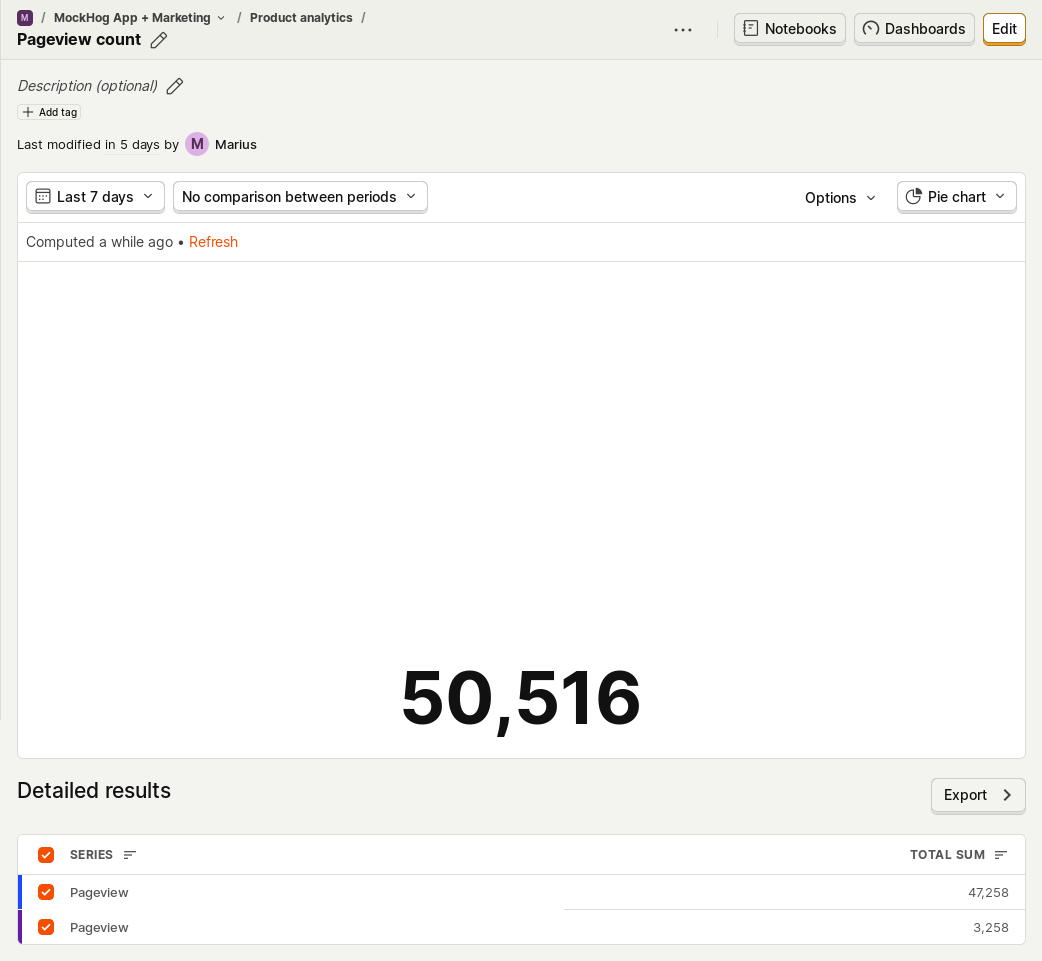 M / MockHog App + Marketing / Product analytics /
Pageview count
Notebooks
Dashboards
Edit
Description (optional)
Add tag
Last modified in 5 days by M Marius
Last 7 days
No comparison between periods
Options
Pie chart
Computed a while ago • Refresh
50,516
Detailed results
Export
SERIES TOTAL SUM
Pageview 47,258
Pageview 3,258